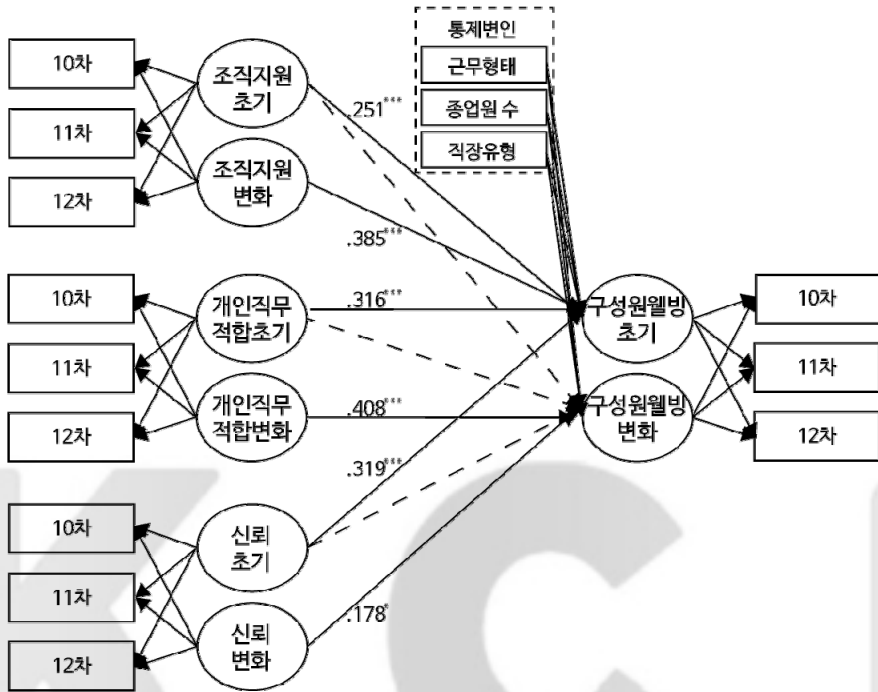 통제변인
근무형태
종업원 수
직장유형
10차
11차
12차
조직지원
초기
조직지원
변화
.251***
.385***
10차
11차
12차
개인직무
적합초기
개인직무
적합변화
.316***
.408***
.319***
구성원웰빙
초기
구성원웰빙
변화
10차
11차
12차
10차
11차
12차
신뢰
초기
신뢰
변화
.178*
K C